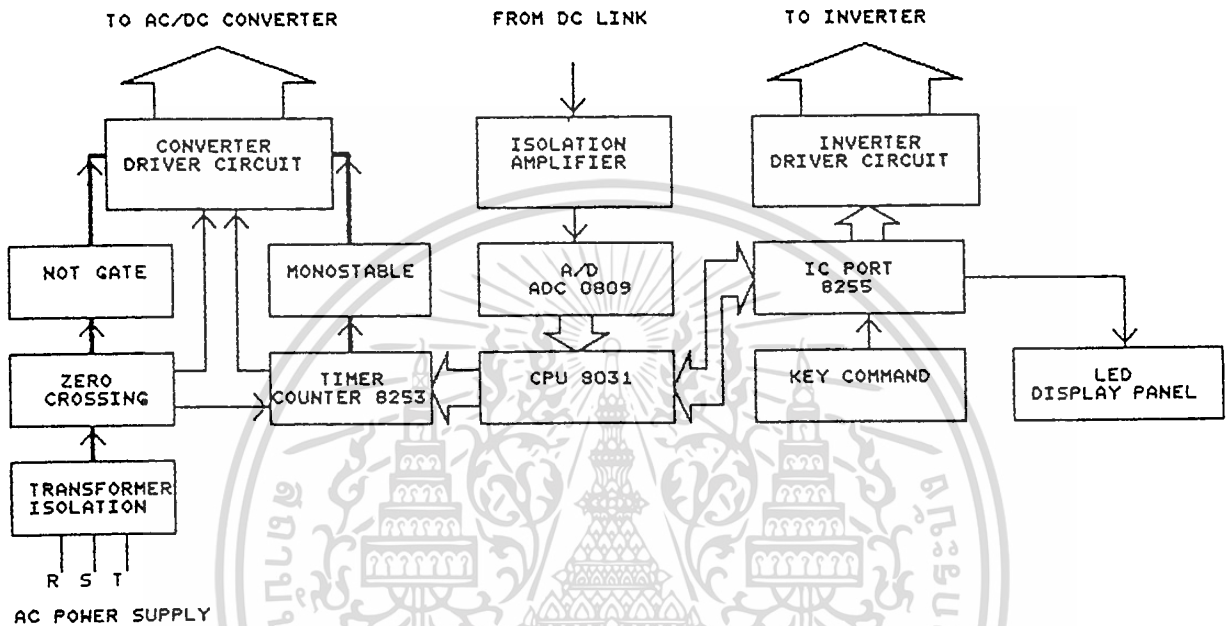 TO AC/DC CONVERTER
FROM DC LINK
TO INVERTER
CONVERTER
DRIVER CIRCUIT
ISOLATION
AMPLIFIER
INVERTER
DRIVER CIRCUIT
NOT GATE
MONOSTABLE
A/D
ADC 0809
IC PORT
8255
ZERO
CROSSING
TIMER
COUNTER 8253
CPU 8031
KEY COMMAND
LED
DISPLAY PANEL
TRANSFORMER
ISOLATION
R S T
AC POWER SUPPLY